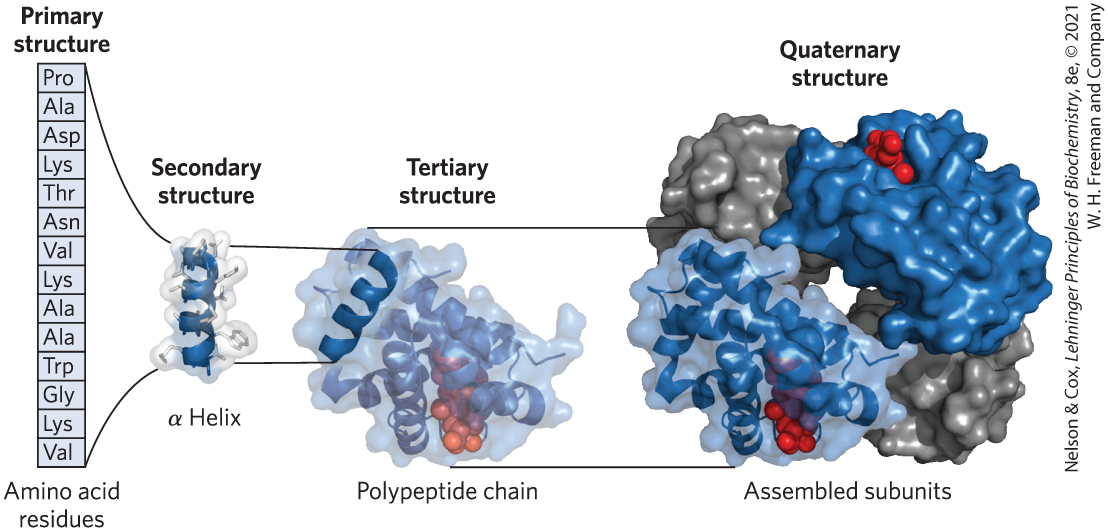 Primary
structure
Pro
Ala
Asp
Lys
Thr
Asn
Val
Lys
Ala
Ala
Trp
Gly
Lys
Val
Amino acid
residues
Secondary
structure
α Helix
Tertiary
structure
Polypeptide chain
Quaternary
structure
Assembled subunits
Nelson & Cox, Lehninger Principles of Biochemistry, 8e, © 2021
W. H. Freeman and Company